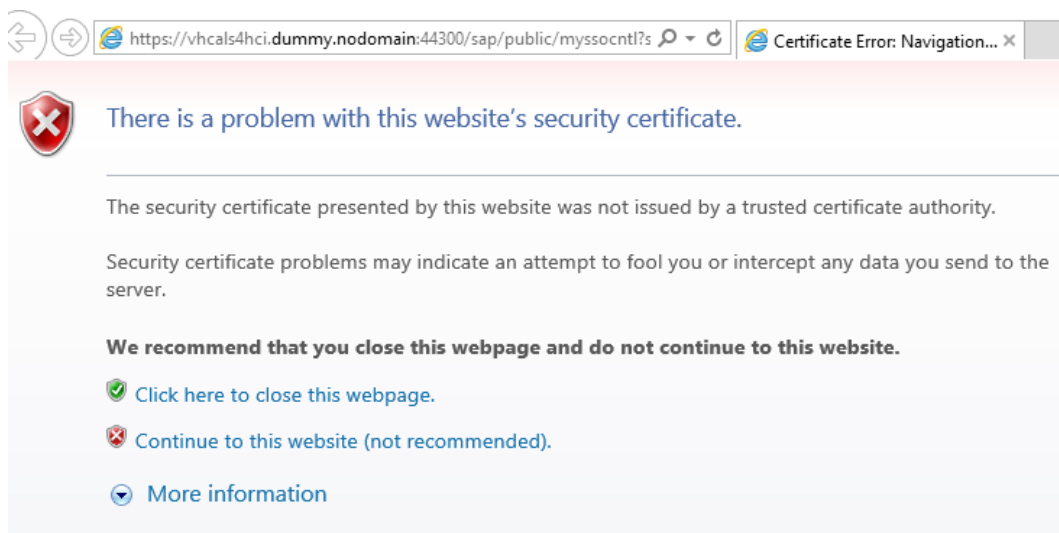 https://vhcals4hci.dummy.nodomain:44300/sap/public/myssocntl?s
Certificate Error: Navigation...
There is a problem with this website's security certificate.
The security certificate presented by this website was not issued by a trusted certificate authority.
Security certificate problems may indicate an attempt to fool you or intercept any data you send to the
server.
We recommend that you close this webpage and do not continue to this website.
Click here to close this webpage.
Continue to this website (not recommended).
More information